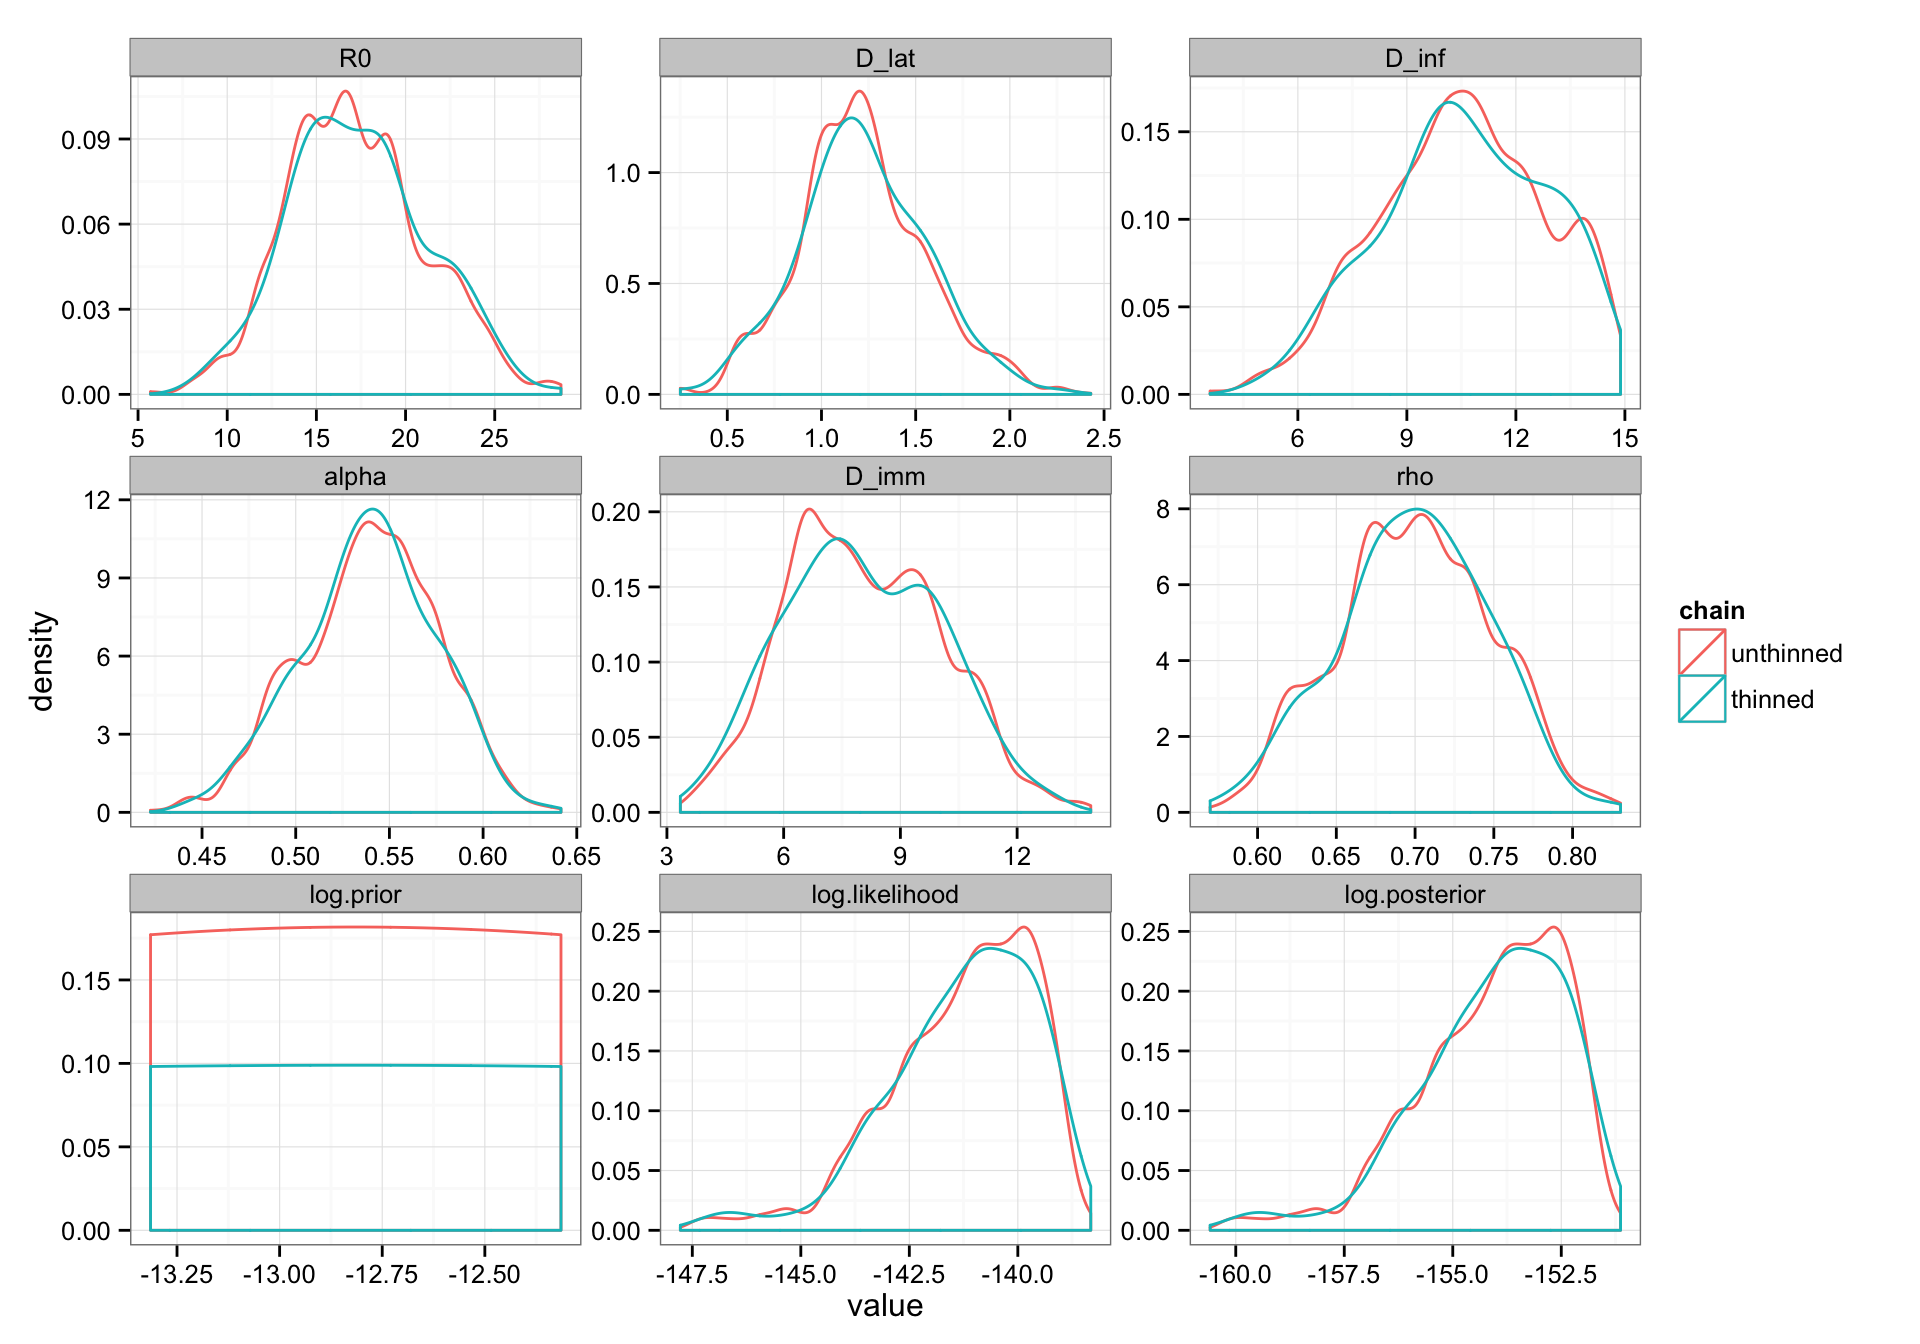 R0 D_lat D_inf
0.09
0.06
0.03
0.00
5 10 15 20 25
1.0
0.5
0.0
0.5 1.0 1.5 2.0 2.5
0.15
0.10
0.05
0.00
6 9 12 15
alpha D_imm rho
12
9
6
3
0
0.45 0.50 0.55 0.60 0.65
0.20
0.15
0.10
0.05
0.00
3 6 9 12
8
6
4
2
0
0.60 0.65 0.70 0.75 0.80
log.prior log.likelihood log.posterior
0.15
0.10
0.05
0.00
-13.25 -13.00 -12.75 -12.50
0.25
0.20
0.15
0.10
0.05
0.00
-147.5 -145.0 -142.5 -140.0
0.25
0.20
0.15
0.10
0.05
0.00
-160.0 -157.5 -155.0 -152.5
density
value
chain
unthinned
thinned